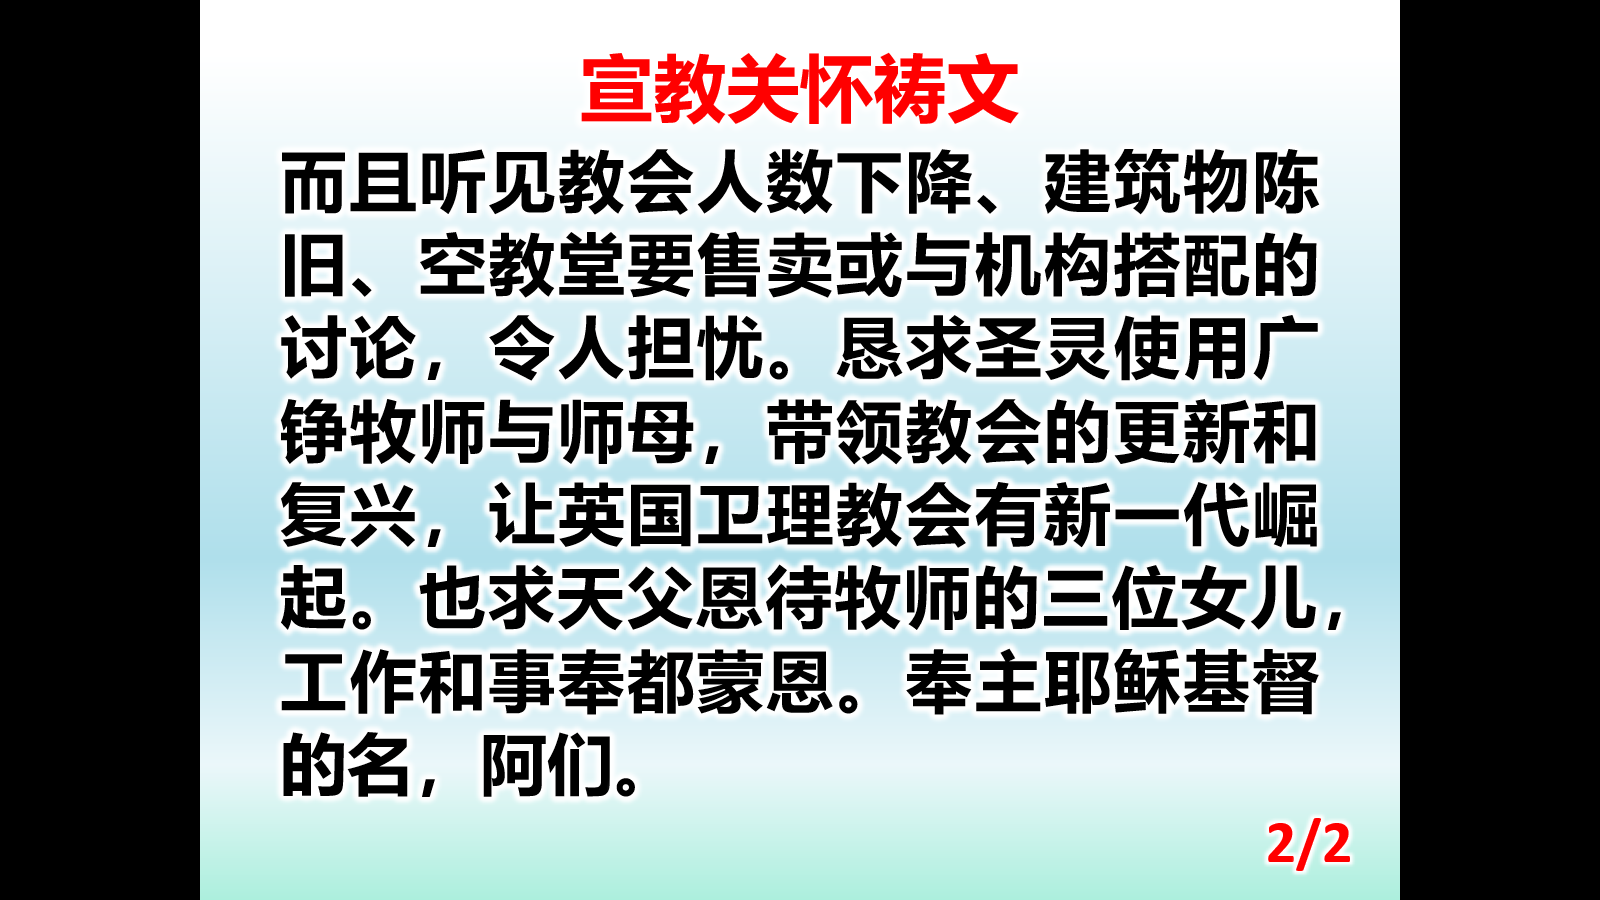 宣教关怀祷文
而且听见教会人数下降、建筑物陈
旧、空教堂要售卖或与机构搭配的
讨论，令人担忧。恳求圣灵使用广
铮牧师与师母，带领教会的更新和
复兴，让英国卫理教会有新一代崛
起。也求天父恩待牧师的三位女儿，
工作和事奉都蒙恩。奉主耶稣基督
的名，阿们。
2/2